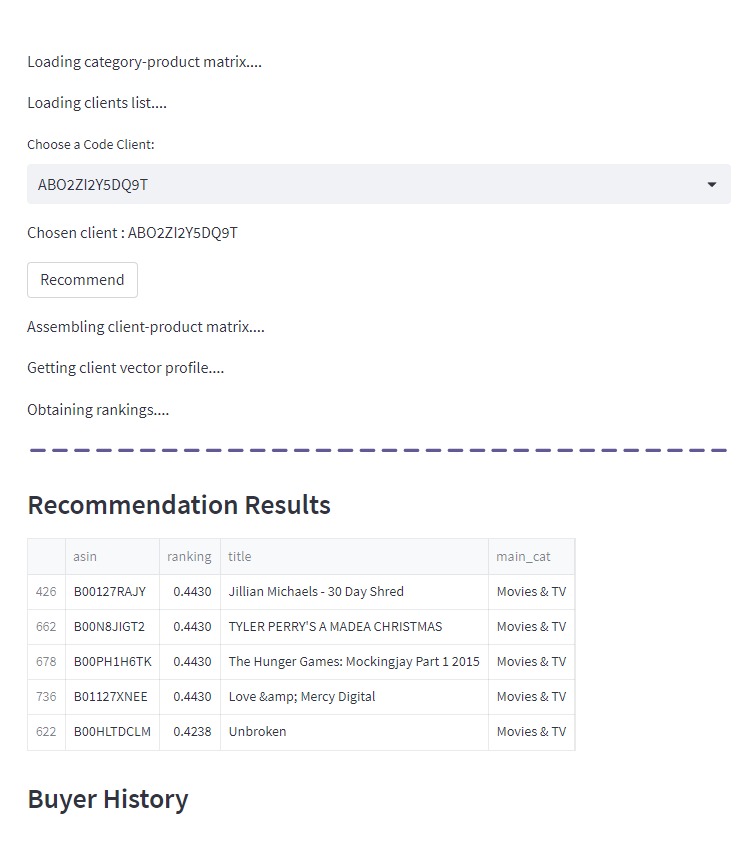 Loading category-product matrix....
Loading clients list....
Choose a Code Client:
ABO2ZI2Y5DQ9T
Chosen client : ABO2ZI2Y5DQ9T
Recommend
Assembling client-product matrix....
Getting client vector profile....
Obtaining rankings....
Recommendation Results
asin ranking title main_cat
426 B00127RAJY 0.4430 Jillian Michaels - 30 Day Shred Movies & TV
662 B00N8JIGT2 0.4430 TYLER PERRY'S A MADEA CHRISTMAS Movies & TV
678 B00PH1H6TK 0.4430 The Hunger Games: Mockingjay Part 1 2015 Movies & TV
736 B01127XNEE 0.4430 Love &amp; Mercy Digital Movies & TV
622 B00HLTDCLM 0.4238 Unbroken Movies & TV
Buyer History